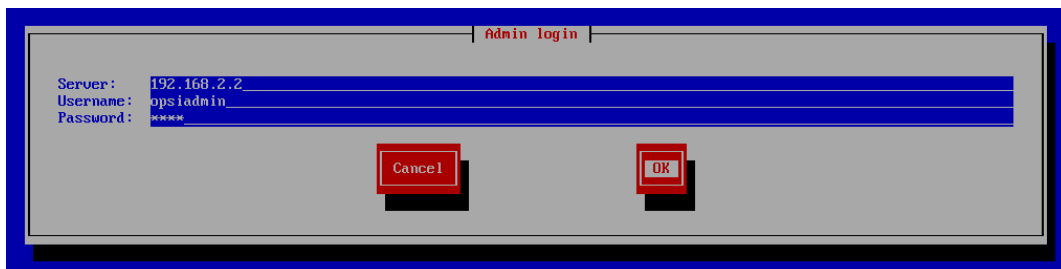 Admin login
Server: 192.168.2.2
Username: opsiadmin
Password: ****
Cancel OK